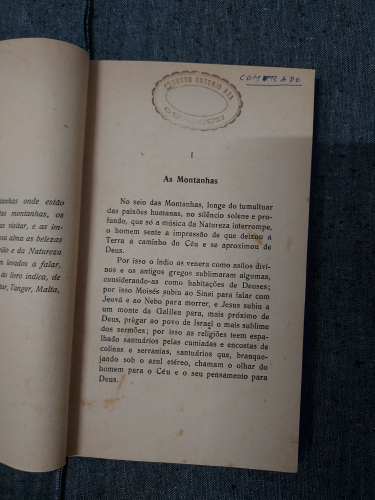 tanhas onde estão
montanhas, os
visitar, e as im-
alma as belezas
e da Natureza
levados a falar,
do livro indica, de
Tanger, Malta,
COMPRADO
ANTONIO
I
As Montanhas
No seio das Montanhas, longe do tumultuar
das paixões humanas, no silêncio solene e pro-
fundo, que só a música da Natureza interrompe,
o homem sente a impressão de que deixou a
Terra a caminho do Céu e se aproximou de
Deus.
Por isso o índio as venera como asilos divi-
nos e os antigos gregos sublimaram algumas,
considerando-as como habitações de Deuses;
por isso Moisés subiu ao Sinai para falar com
Jeová e ao Nebo para morrer, e Jesus subiu a
um monte da Galilea para, mais próximo de
Deus, prègar ao povo de Israel o mais sublime
dos sermões; por isso as religiões teem espa-
lhado santuários pelas cumiadas e encostas de
colinas e serranias, santuários que, branque-
jando sob o azul etéreo, chamam o olhar do
homem para o Céu e o seu pensamento para
Deus.